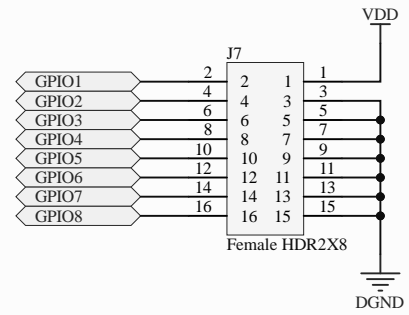 VDD
J7
GPIO1 2 2 1 1
GPIO2 4 4 3 3
GPIO3 6 6 5 5
GPIO4 8 8 7 7
GPIO5 10 10 9 9
GPIO6 12 12 11 11
GPIO7 14 14 13 13
GPIO8 16 16 15 15
Female HDR2X8
DGND